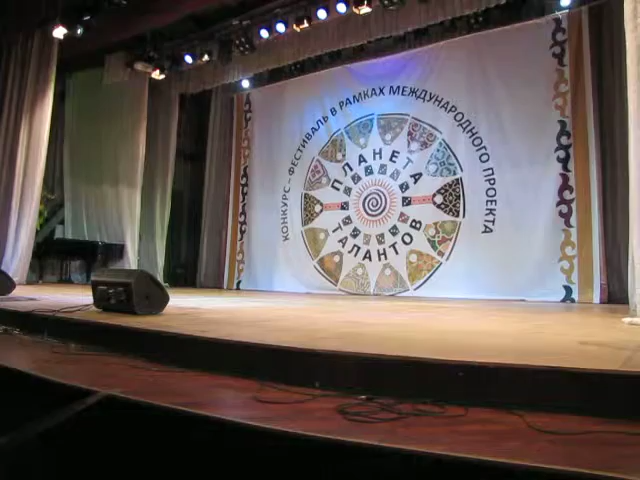 КОНКУРС – ФЕСТИВАЛЬ В РАМКАХ МЕЖДУНАРОДНОГО ПРОЕКТА
ПЛАНЕТА
ТАЛАНТОВ